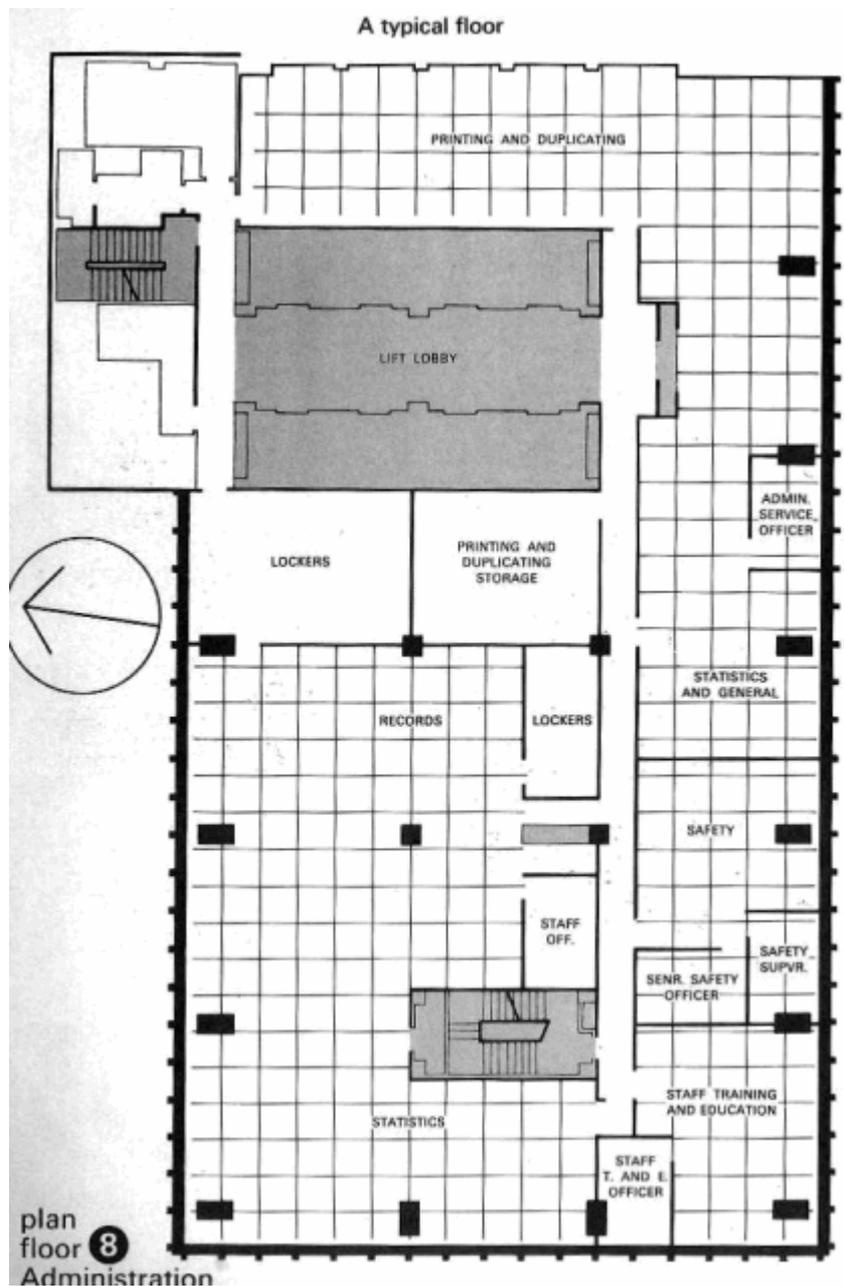 A typical floor
PRINTING AND DUPLICATING
LIFT LOBBY
ADMIN.
SERVICE
OFFICER
LOCKERS
PRINTING AND
DUPLICATING
STORAGE
STATISTICS
AND GENERAL
RECORDS
LOCKERS
SAFETY
STAFF
OFF.
SAFETY
SUPVR.
SENR. SAFETY
OFFICER
STAFF TRAINING
AND EDUCATION
STATISTICS
STAFF
T. AND E.
OFFICER
plan
floor 8
Administration